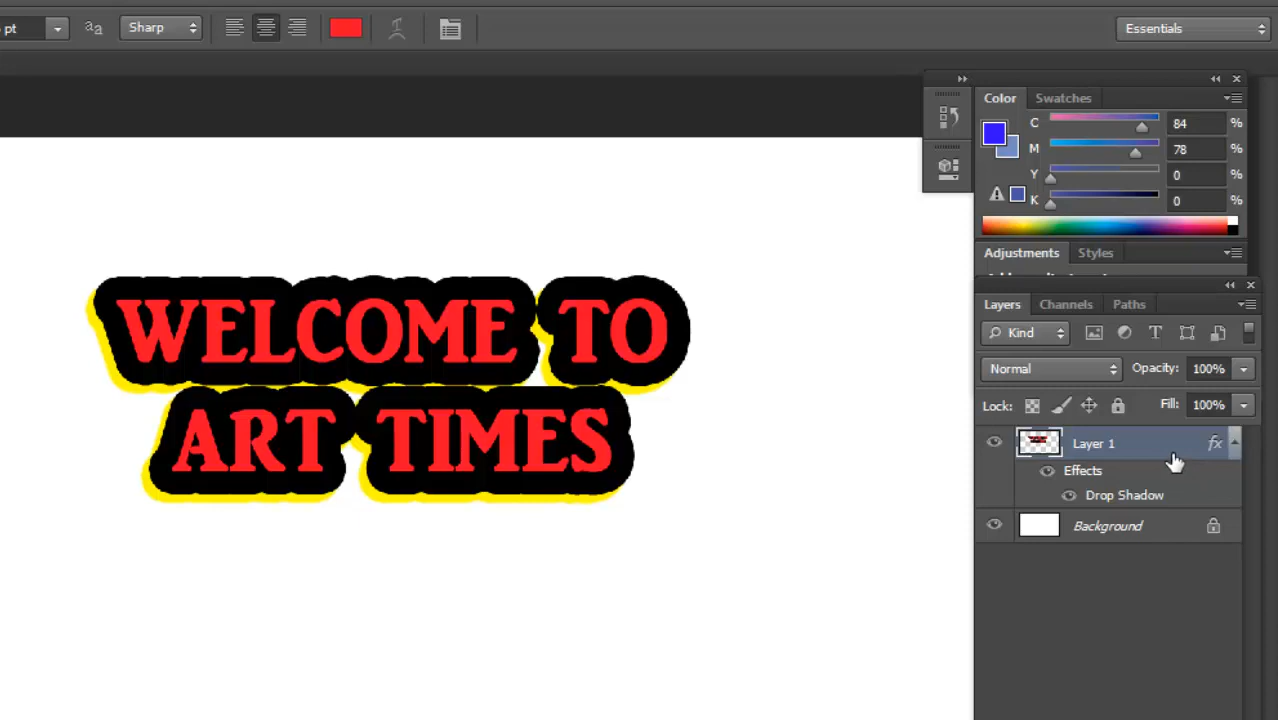 pt Sharp Essentials
Color Swatches
C 84 %
M 78 %
Y 0 %
K 0 %
Adjustments Styles
Layers Channels Paths
Kind
Normal Opacity: 100%
Lock: Fill: 100%
Layer 1 fx
Effects
Drop Shadow
Background
WELCOME TO
ART TIMES